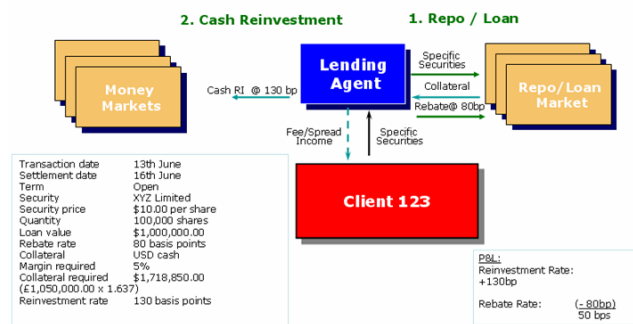 2. Cash Reinvestment
1. Repo / Loan
Money
Markets
Cash RI @ 130 bp
Lending
Agent
Specific
Securities
Collateral
Rebate@ 80bp
Repo/Loan
Market
Fee/Spread
Income
Specific
Securities
Client 123
Transaction date 13th June
Settlement date 16th June
Term Open
Security XYZ Limited
Security price $10.00 per share
Quantity 100,000 shares
Loan value $1,000,000.00
Rebate rate 80 basis points
Collateral USD cash
Margin required 5%
Collateral required $1,718,850.00
(£1,050,000.00 x 1.637)
Reinvestment rate 130 basis points
P&L:
Reinvestment Rate:
+130bp
Rebate Rate: (- 80bp)
50 bps